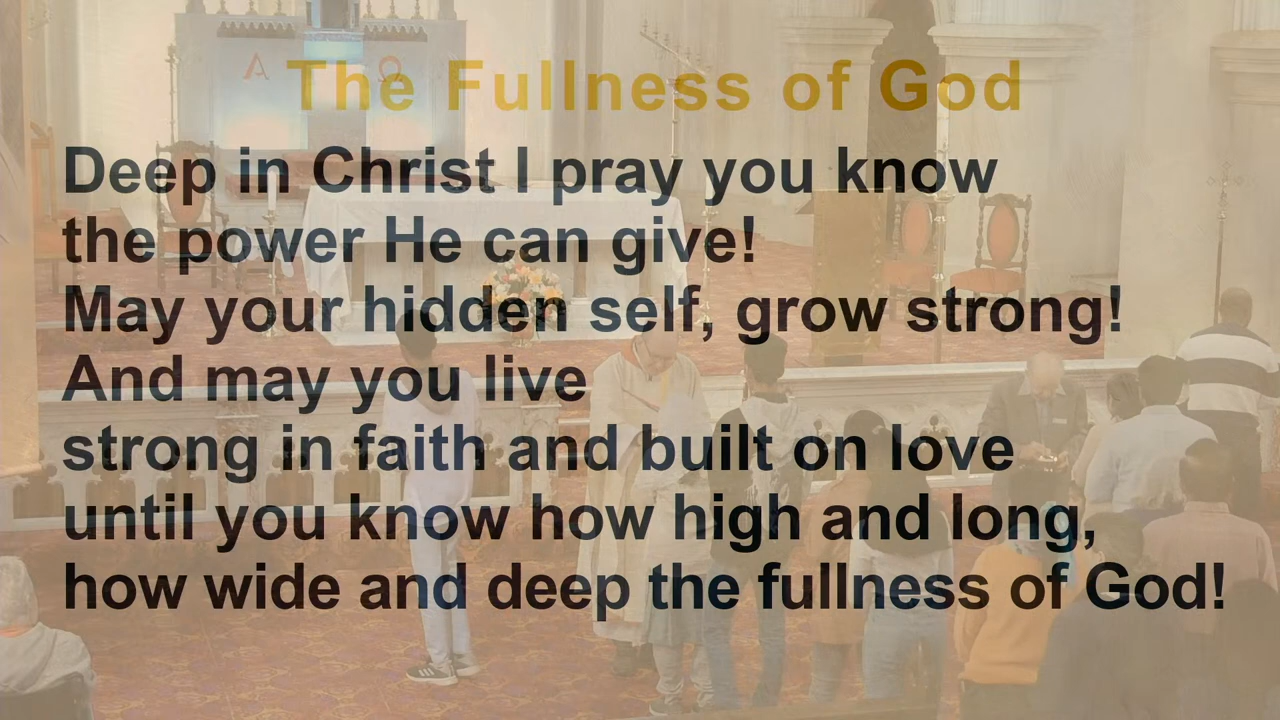 Α Ω
The Fullness of God
Deep in Christ I pray you know
the power He can give!
May your hidden self, grow strong!
And may you live
strong in faith and built on love
until you know how high and long,
how wide and deep the fullness of God!